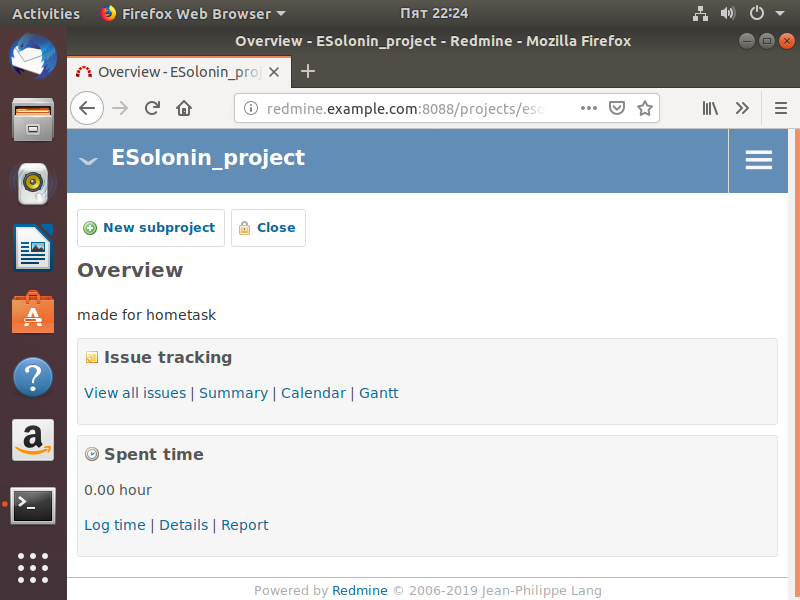 Activities Firefox Web Browser Пят 22:24
Overview - ESolonin_project - Redmine - Mozilla Firefox
Overview - ESolonin_proj
redmine.example.com:8088/projects/eso
ESolonin_project
New subproject Close
Overview
made for hometask
Issue tracking
View all issues | Summary | Calendar | Gantt
Spent time
0.00 hour
Log time | Details | Report
Powered by Redmine © 2006-2019 Jean-Philippe Lang